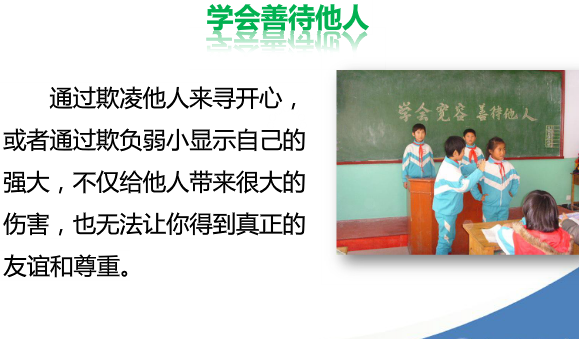 学会善待他人
通过欺凌他人来寻开心，
或者通过欺负弱小显示自己的
强大，不仅给他人带来很大的
伤害，也无法让你得到真正的
友谊和尊重。
学会宽容 善待他人